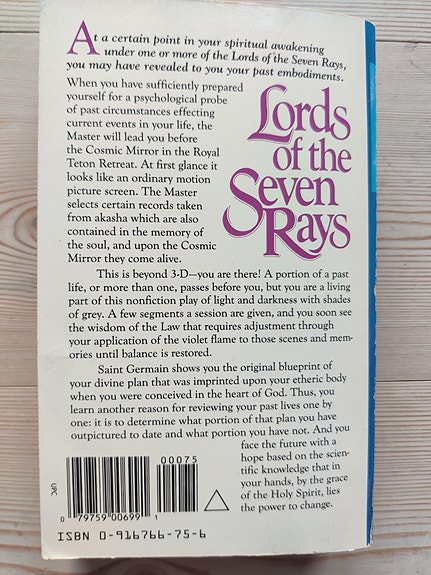 At a certain point in your spiritual awakening
under one or more of the Lords of the Seven Rays,
you may have revealed to you your past embodiments.
When you have sufficiently prepared
yourself for a psychological probe
of past circumstances effecting
current events in your life, the
Master will lead you before
the Cosmic Mirror in the Royal
Teton Retreat. At first glance it
looks like an ordinary motion
picture screen. The Master
selects certain records taken
from akasha which are also
contained in the memory of
the soul, and upon the Cosmic
Mirror they come alive.
Lords
of the
Seven
Rays
This is beyond 3-D—you are there! A portion of a past
life, or more than one, passes before you, but you are a living
part of this nonfiction play of light and darkness with shades
of grey. A few segments a session are given, and you soon see
the wisdom of the Law that requires adjustment through
your application of the violet flame to those scenes and mem-
ories until balance is restored.
Saint Germain shows you the original blueprint of
your divine plan that was imprinted upon your etheric body
when you were conceived in the heart of God. Thus, you
learn another reason for reviewing your past lives one by
one: it is to determine what portion of that plan you have
outpictured to date and what portion you have not. And you
face the future with a
hope based on the scien-
tific knowledge that in
your hands, by the grace
of the Holy Spirit, lies
the power to change.
00075
UPC
0 79759 00699 1
ISBN 0-916766-75-6